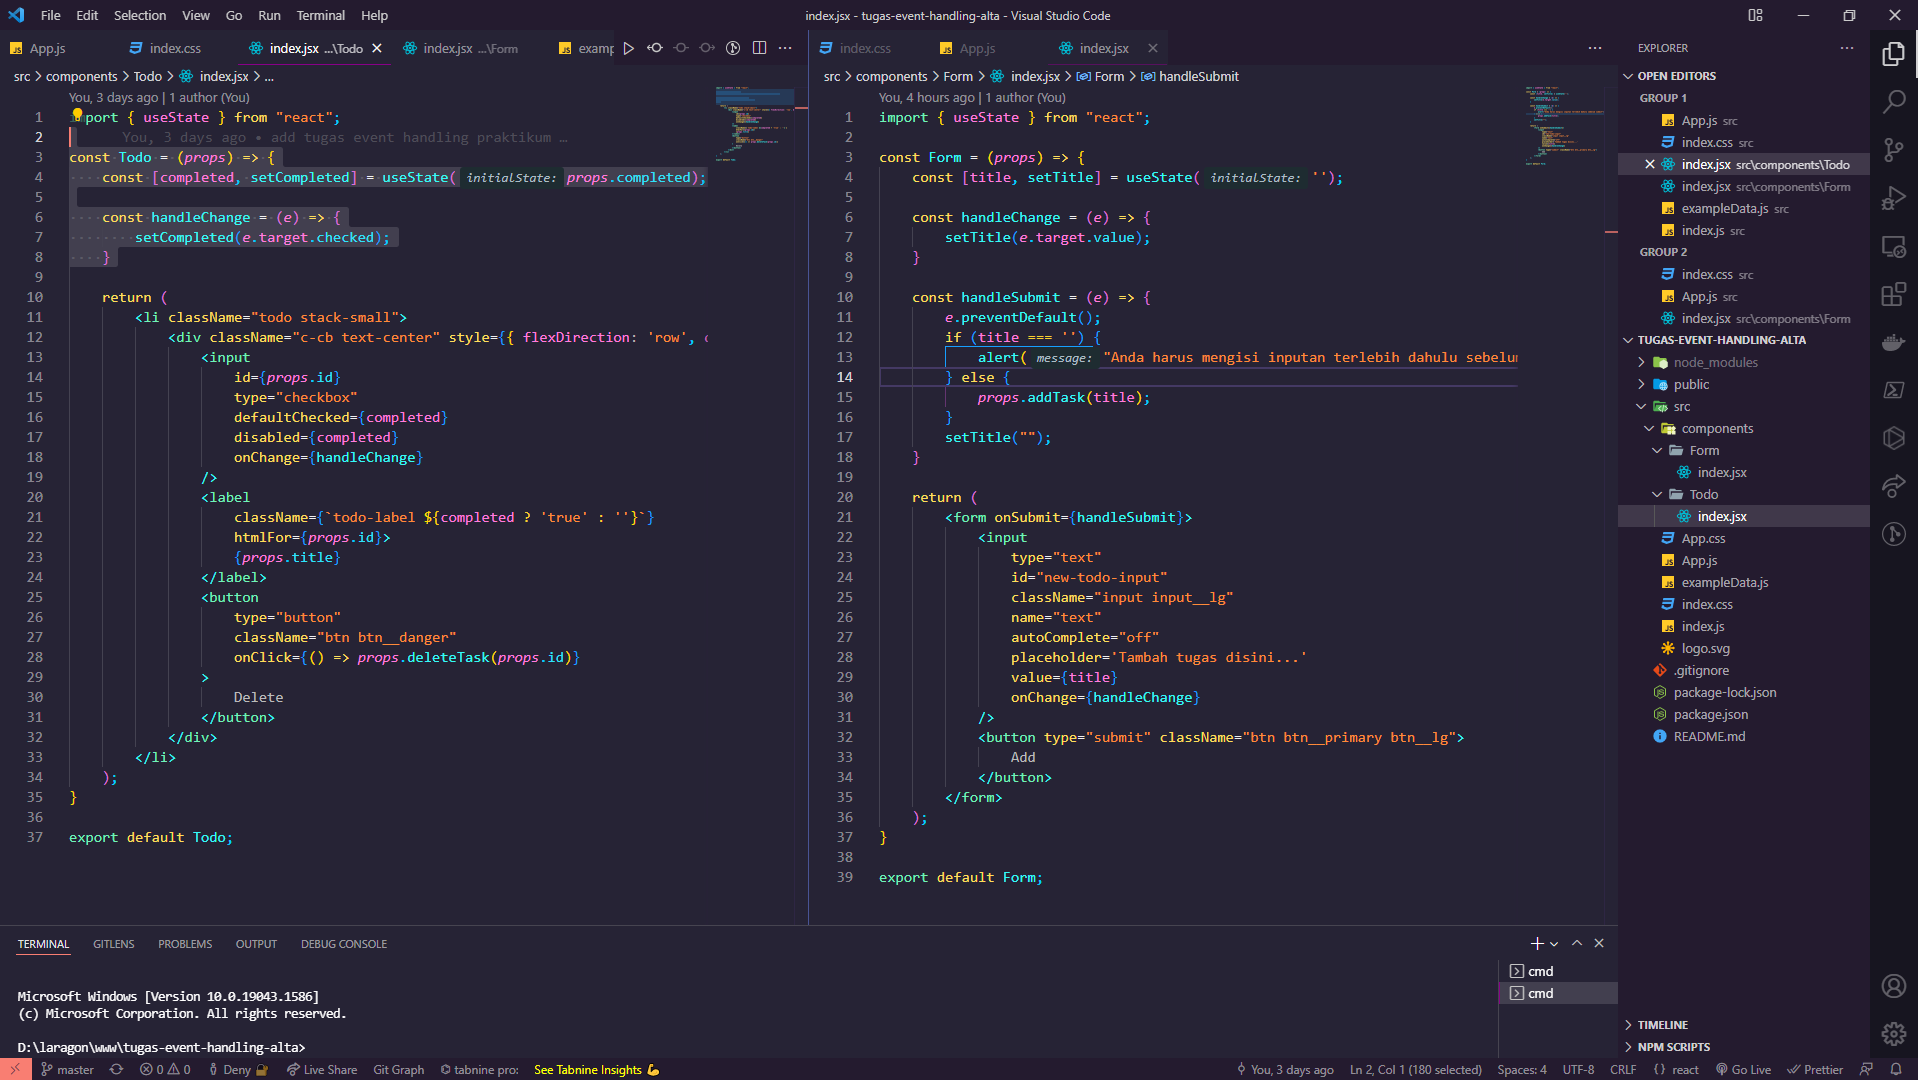 File Edit Selection View Go Run Terminal Help
index.jsx - tugas-event-handling-alta - Visual Studio Code
App.js index.css index.jsx ...\Todo index.jsx ...\Form examp
src > components > Todo > index.jsx > ...
You, 3 days ago | 1 author (You)
1 import { useState } from "react";
2 You, 3 days ago • add tugas event handling praktikum …
3 const Todo = (props) => {
4 const [completed, setCompleted] = useState( initialState: props.completed);
5
6 const handleChange = (e) => {
7 setCompleted(e.target.checked);
8 }
9
10 return (
11 <li className="todo stack-small">
12 <div className="c-cb text-center" style={{ flexDirection: 'row',
13 <input
14 id={props.id}
15 type="checkbox"
16 defaultChecked={completed}
17 disabled={completed}
18 onChange={handleChange}
19 />
20 <label
21 className={`todo-label ${completed ? 'true' : ''}`}
22 htmlFor={props.id}>
23 {props.title}
24 </label>
25 <button
26 type="button"
27 className="btn btn__danger"
28 onClick={() => props.deleteTask(props.id)}
29 >
30 Delete
31 </button>
32 </div>
33 </li>
34 );
35 }
36
37 export default Todo;
index.css App.js index.jsx
src > components > Form > index.jsx > Form > handleSubmit
You, 4 hours ago | 1 author (You)
1 import { useState } from "react";
2
3 const Form = (props) => {
4 const [title, setTitle] = useState( initialState: '');
5
6 const handleChange = (e) => {
7 setTitle(e.target.value);
8 }
9
10 const handleSubmit = (e) => {
11 e.preventDefault();
12 if (title === '') {
13 alert( message: "Anda harus mengisi inputan terlebih dahulu sebelum
14 } else {
15 props.addTask(title);
16 }
17 setTitle("");
18 }
19
20 return (
21 <form onSubmit={handleSubmit}>
22 <input
23 type="text"
24 id="new-todo-input"
25 className="input input__lg"
26 name="text"
27 autoComplete="off"
28 placeholder='Tambah tugas disini...'
29 value={title}
30 onChange={handleChange}
31 />
32 <button type="submit" className="btn btn__primary btn__lg">
33 Add
34 </button>
35 </form>
36 );
37 }
38
39 export default Form;
EXPLORER
OPEN EDITORS
GROUP 1
App.js src
index.css src
index.jsx src\components\Todo
index.jsx src\components\Form
exampleData.js src
index.js src
GROUP 2
index.css src
App.js src
index.jsx src\components\Form
TUGAS-EVENT-HANDLING-ALTA
node_modules
public
src
components
Form
index.jsx
Todo
index.jsx
App.css
App.js
exampleData.js
index.css
index.js
logo.svg
.gitignore
package-lock.json
package.json
README.md
TIMELINE
NPM SCRIPTS
TERMINAL GITLENS PROBLEMS OUTPUT DEBUG CONSOLE
cmd
cmd
Microsoft Windows [Version 10.0.19043.1586]
(c) Microsoft Corporation. All rights reserved.
D:\laragon\www\tugas-event-handling-alta>
master 0 0 Deny Live Share Git Graph tabnine pro: See Tabnine Insights You, 3 days ago Ln 2, Col 1 (180 selected) Spaces: 4 UTF-8 CRLF { } react Go Live Prettier